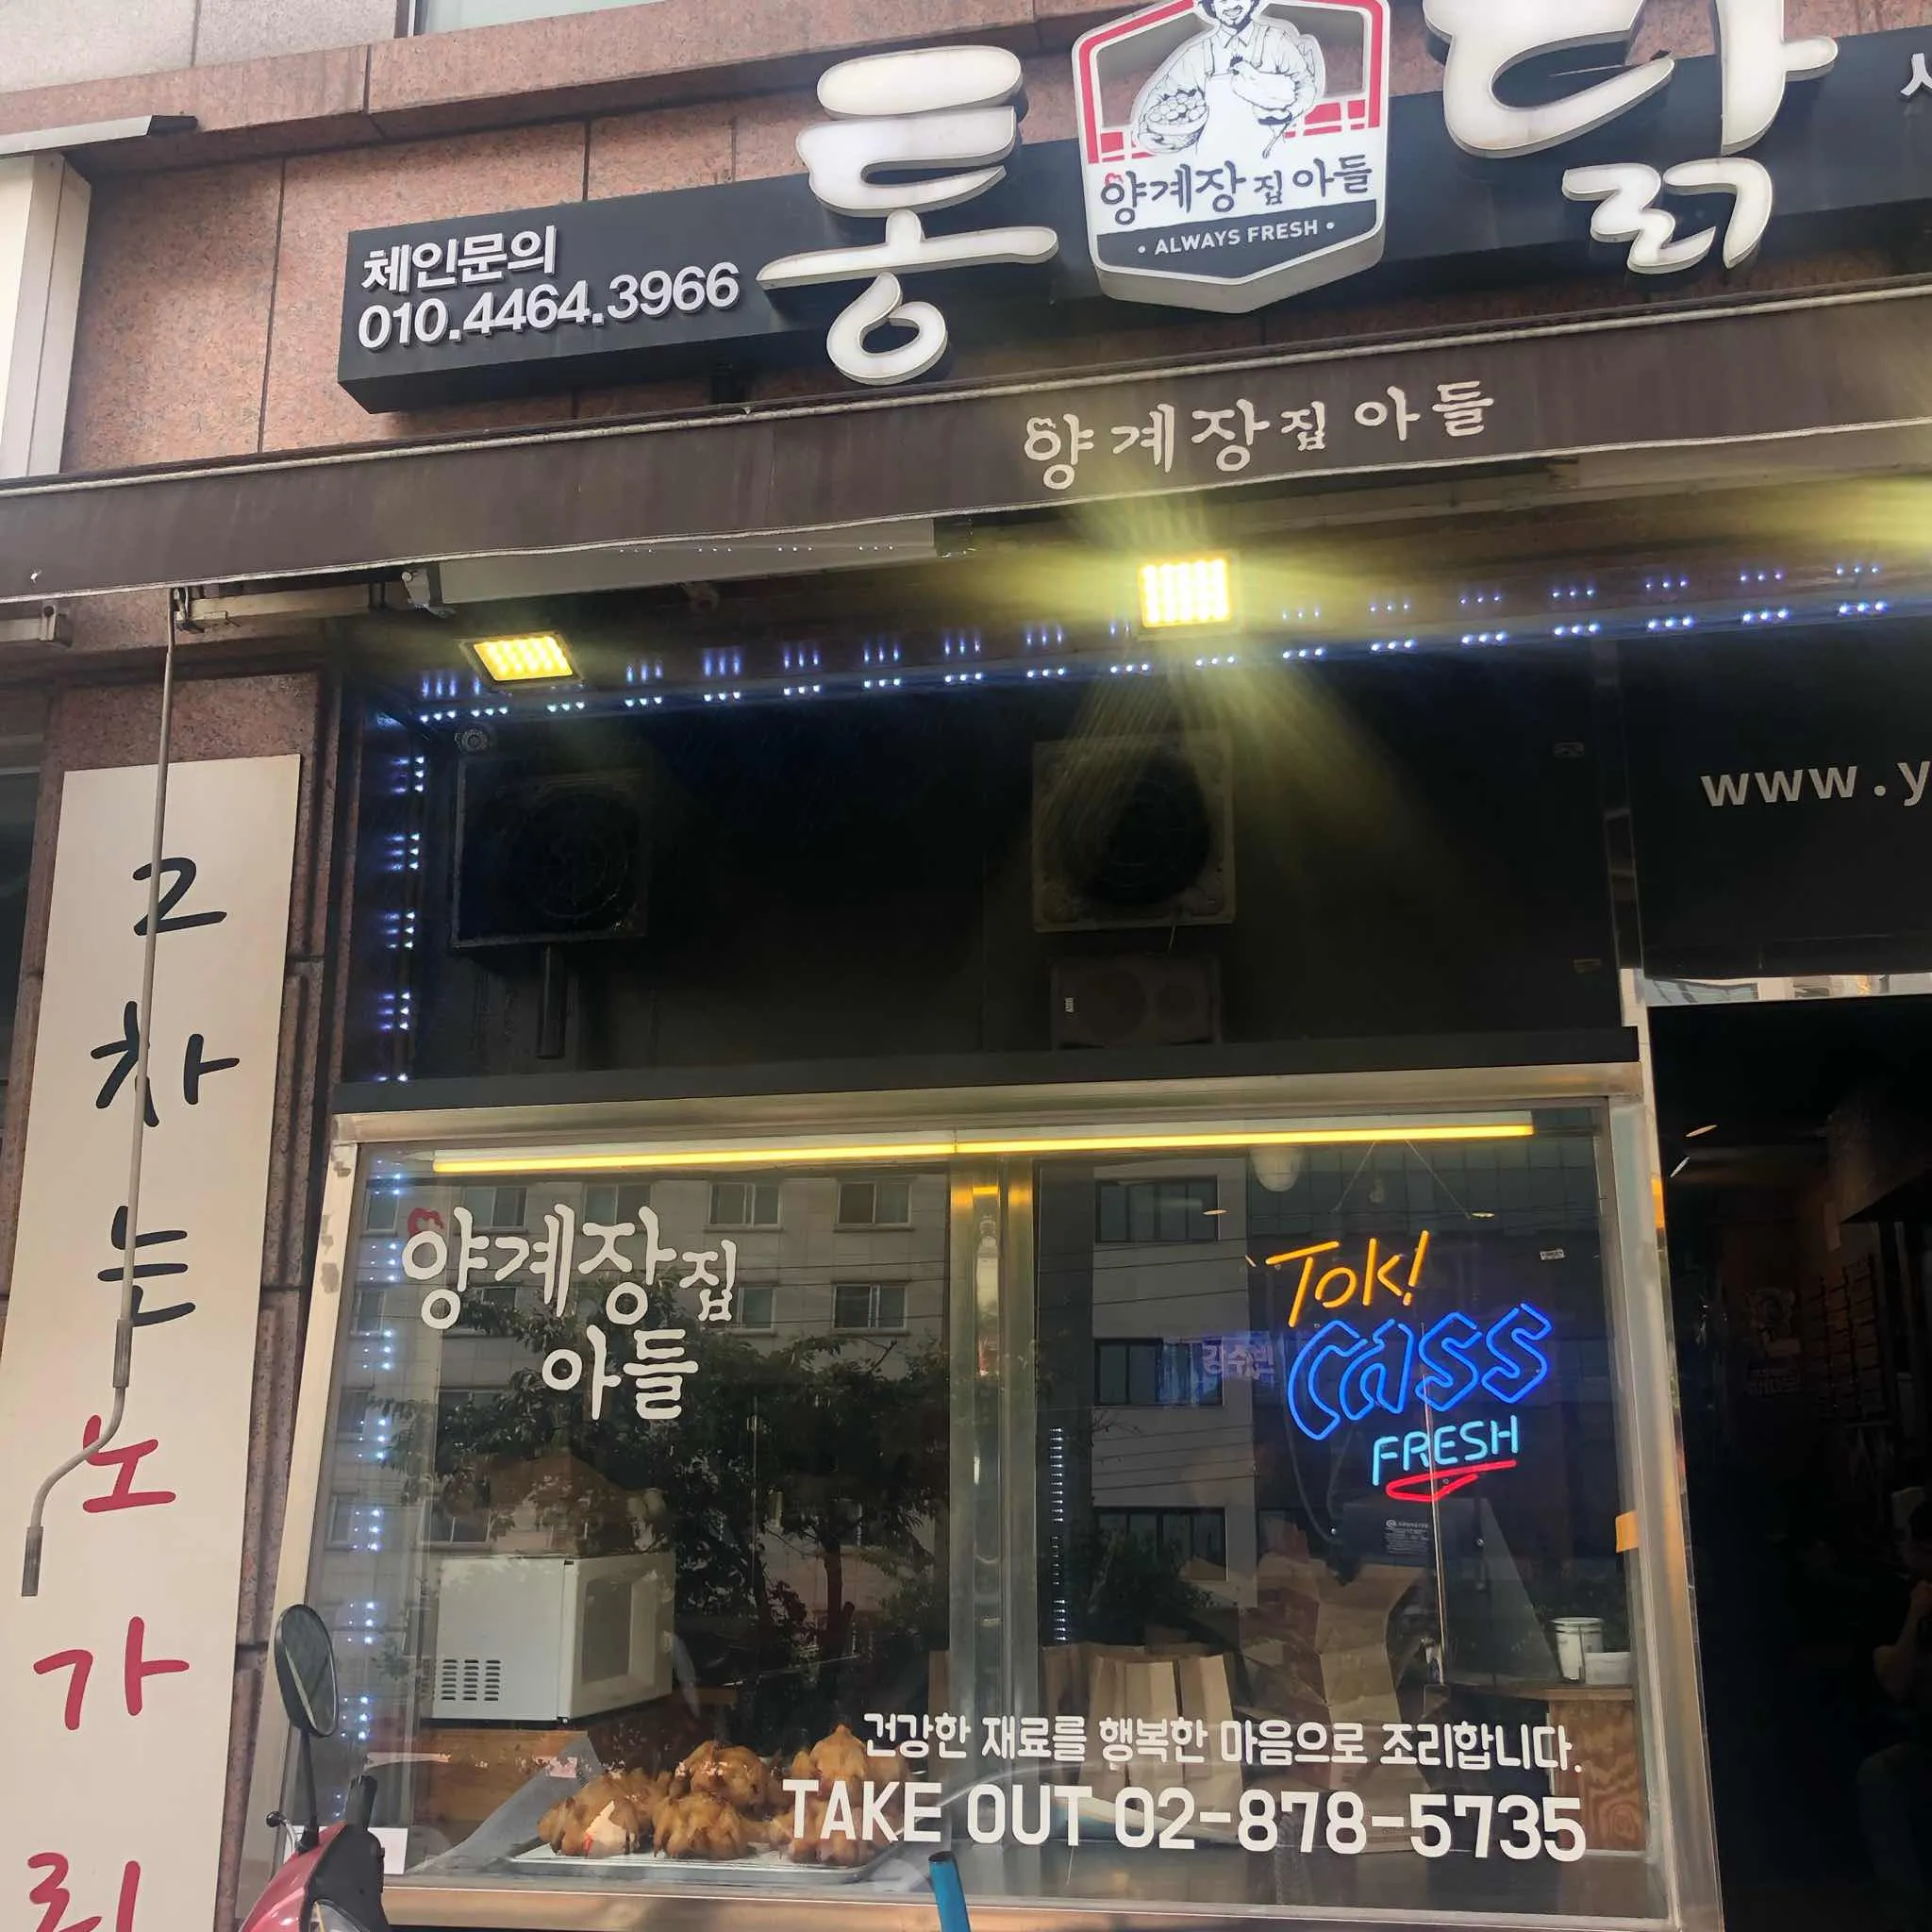 통 닭
양계장집아들
• ALWAYS FRESH •
체인문의
010.4464.3966
양계장집아들
www.y
2차는노가리
양계장집
아들
Tok!
Cass
FRESH
건강한 재료를 행복한 마음으로 조리합니다.
TAKE OUT 02-878-5735